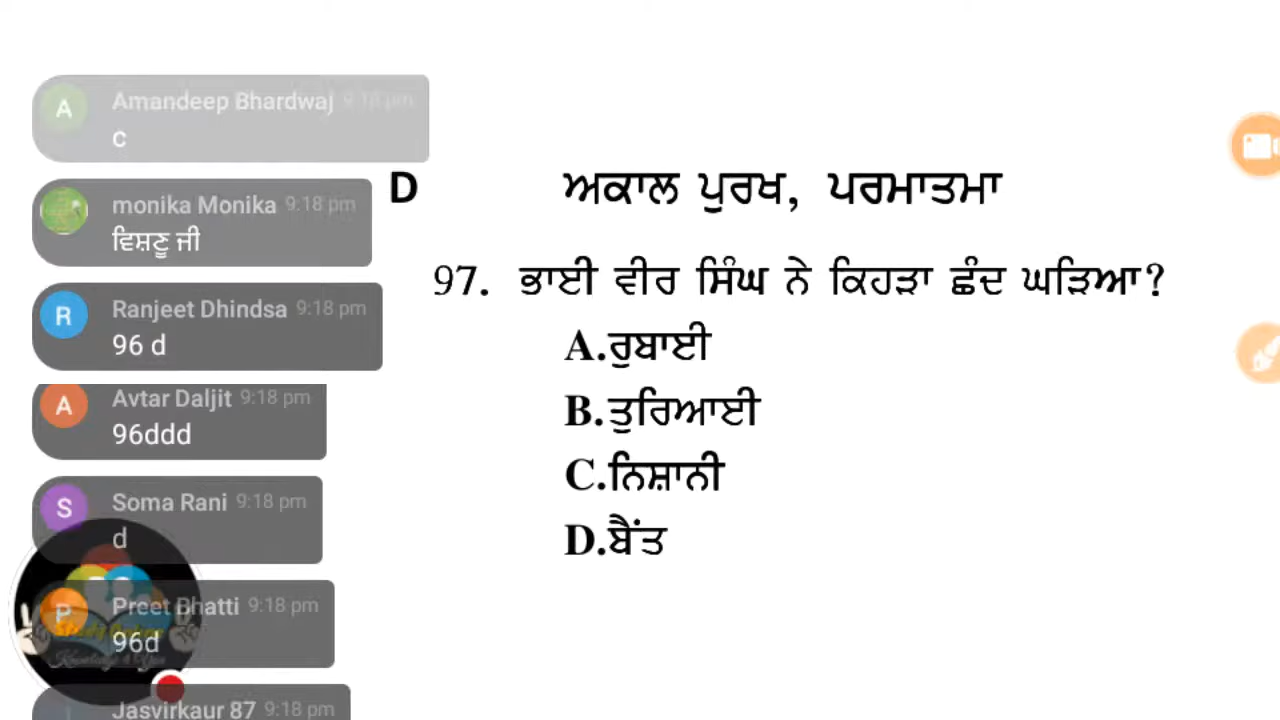 Amandeep Bhardwaj 9:18 pm
c
monika Monika 9:18 pm
ਵਿਸ਼ਣੂ ਜੀ
Ranjeet Dhindsa 9:18 pm
96 d
Avtar Daljit 9:18 pm
96ddd
Soma Rani 9:18 pm
d
Preet Bhatti 9:18 pm
96d
Jasvirkaur 87 9:18 pm
D ਅਕਾਲ ਪੁਰਖ, ਪਰਮਾਤਮਾ
97. ਭਾਈ ਵੀਰ ਸਿੰਘ ਨੇ ਕਿਹੜਾ ਛੰਦ ਘੜਿਆ?
A.ਰੁਬਾਈ
B.ਤੁਰਿਆਈ
C.ਨਿਸ਼ਾਨੀ
D.ਬੈਂਤ